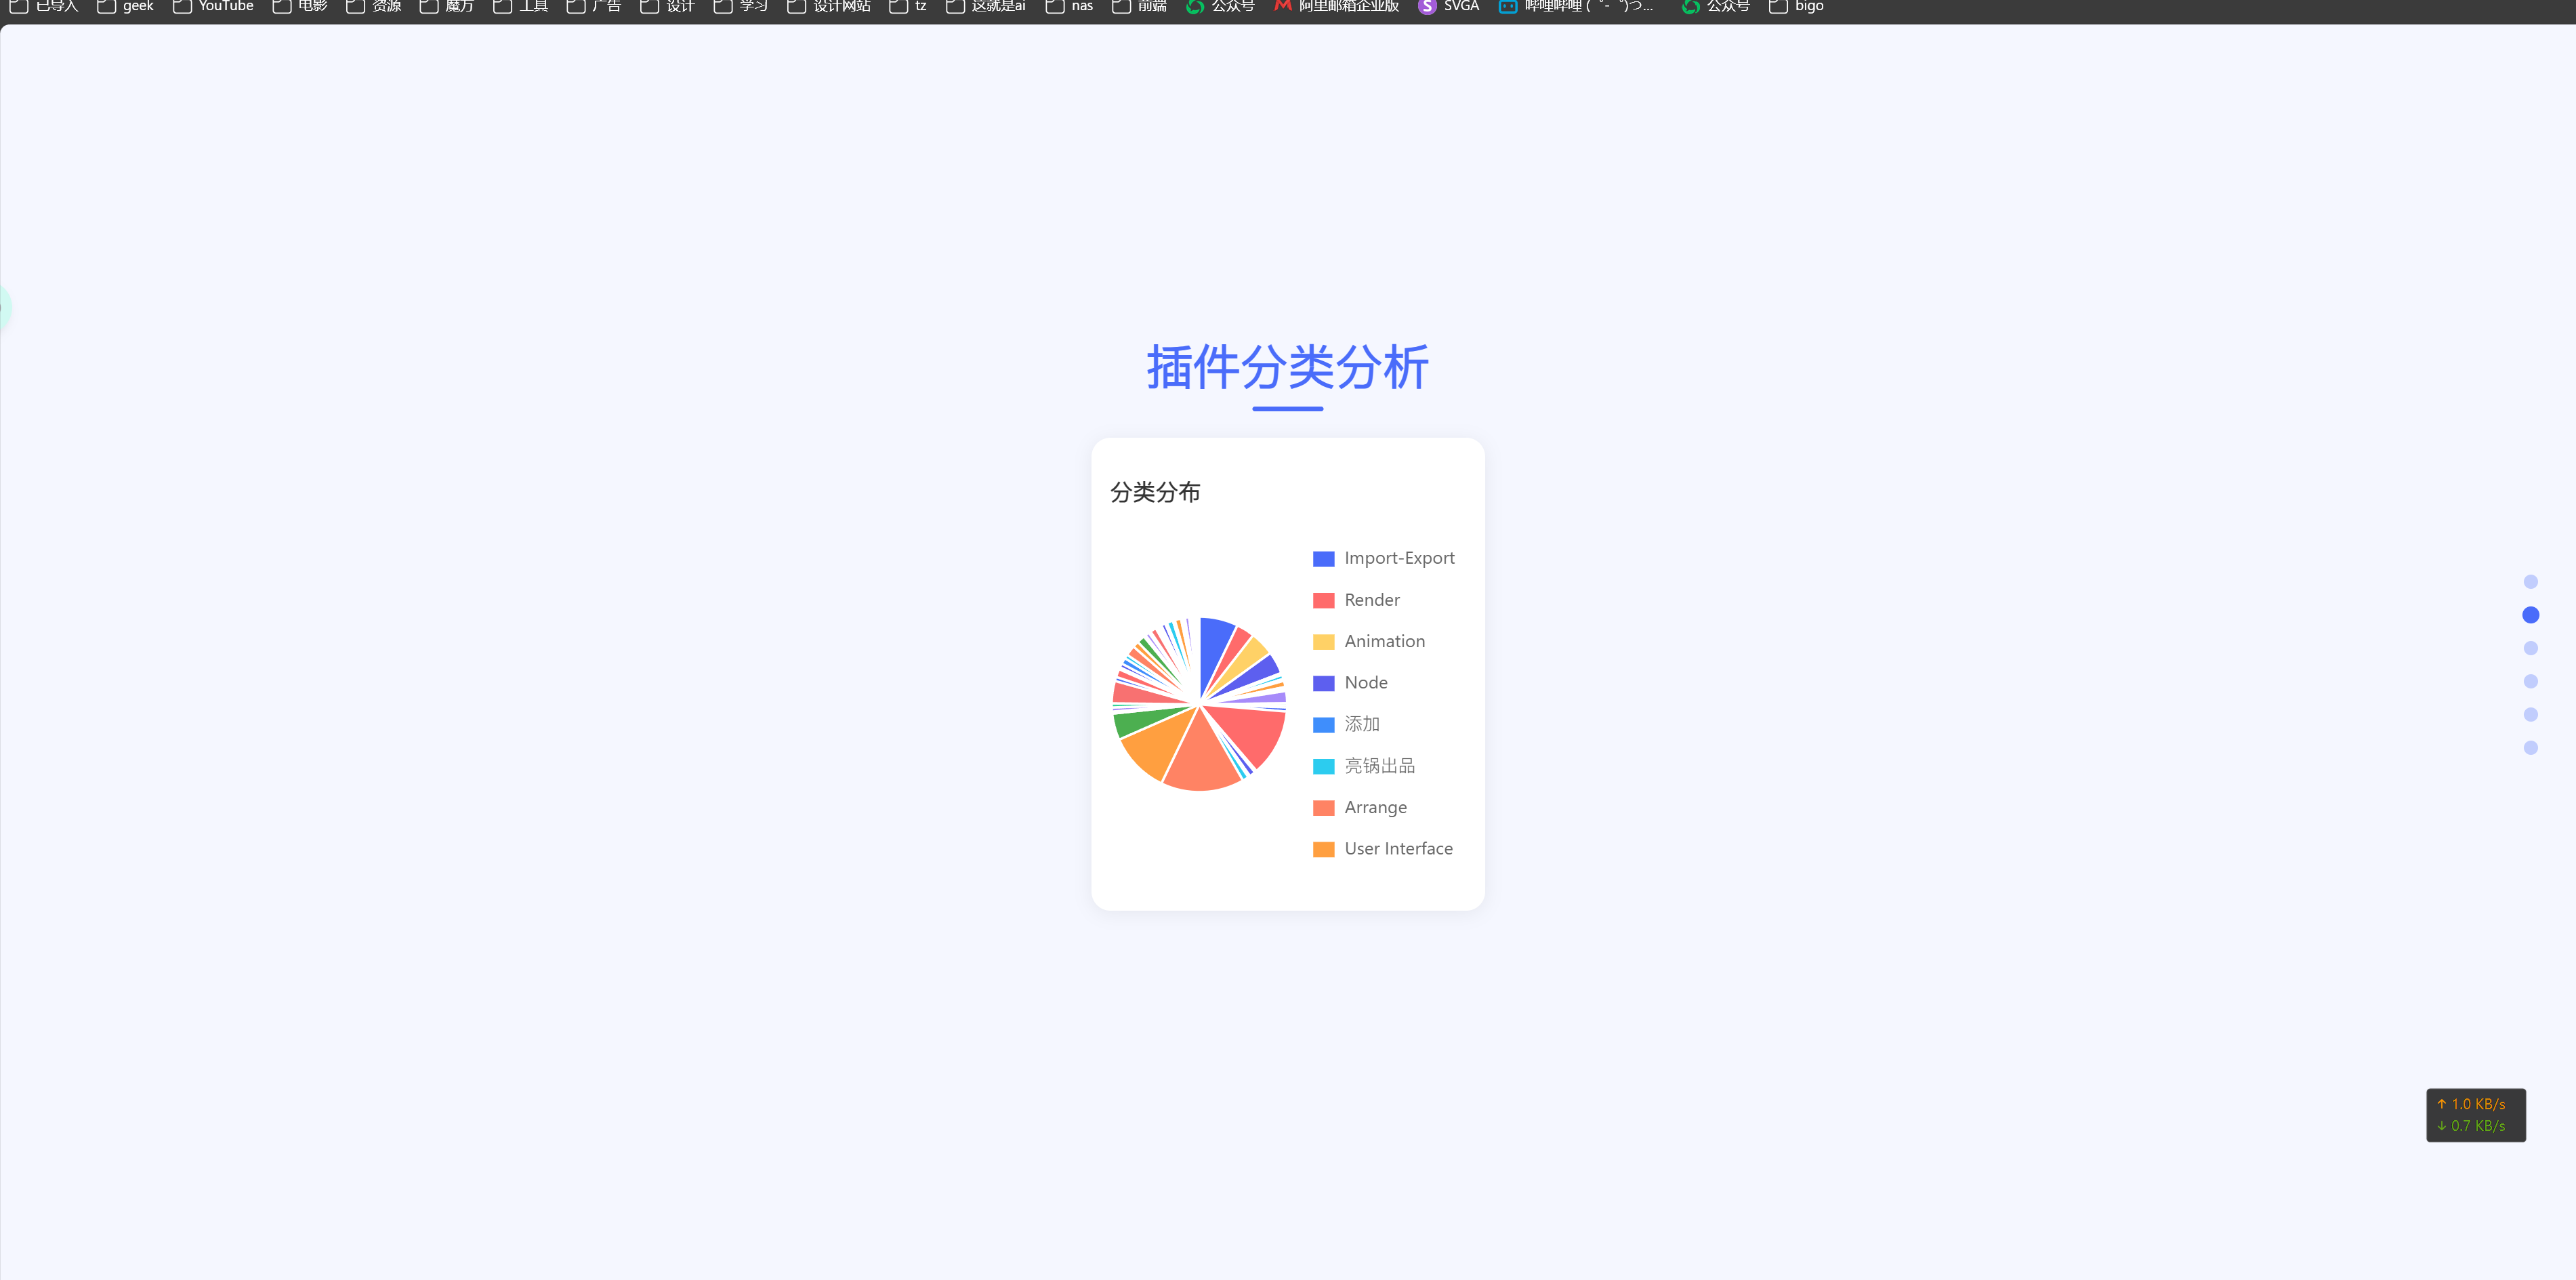 已导入 geek YouTube 电影 资源 魔方 工具 广告 设计 学习 设计网站 tz 这就是ai nas 前端 公众号 阿里邮箱企业版 SVGA 哔哩哔哩 (゜-゜)つ... 公众号 bigo
插件分类分析
分类分布
Import-Export
Render
Animation
Node
添加
亮锅出品
Arrange
User Interface
↑ 1.0 KB/s
↓ 0.7 KB/s